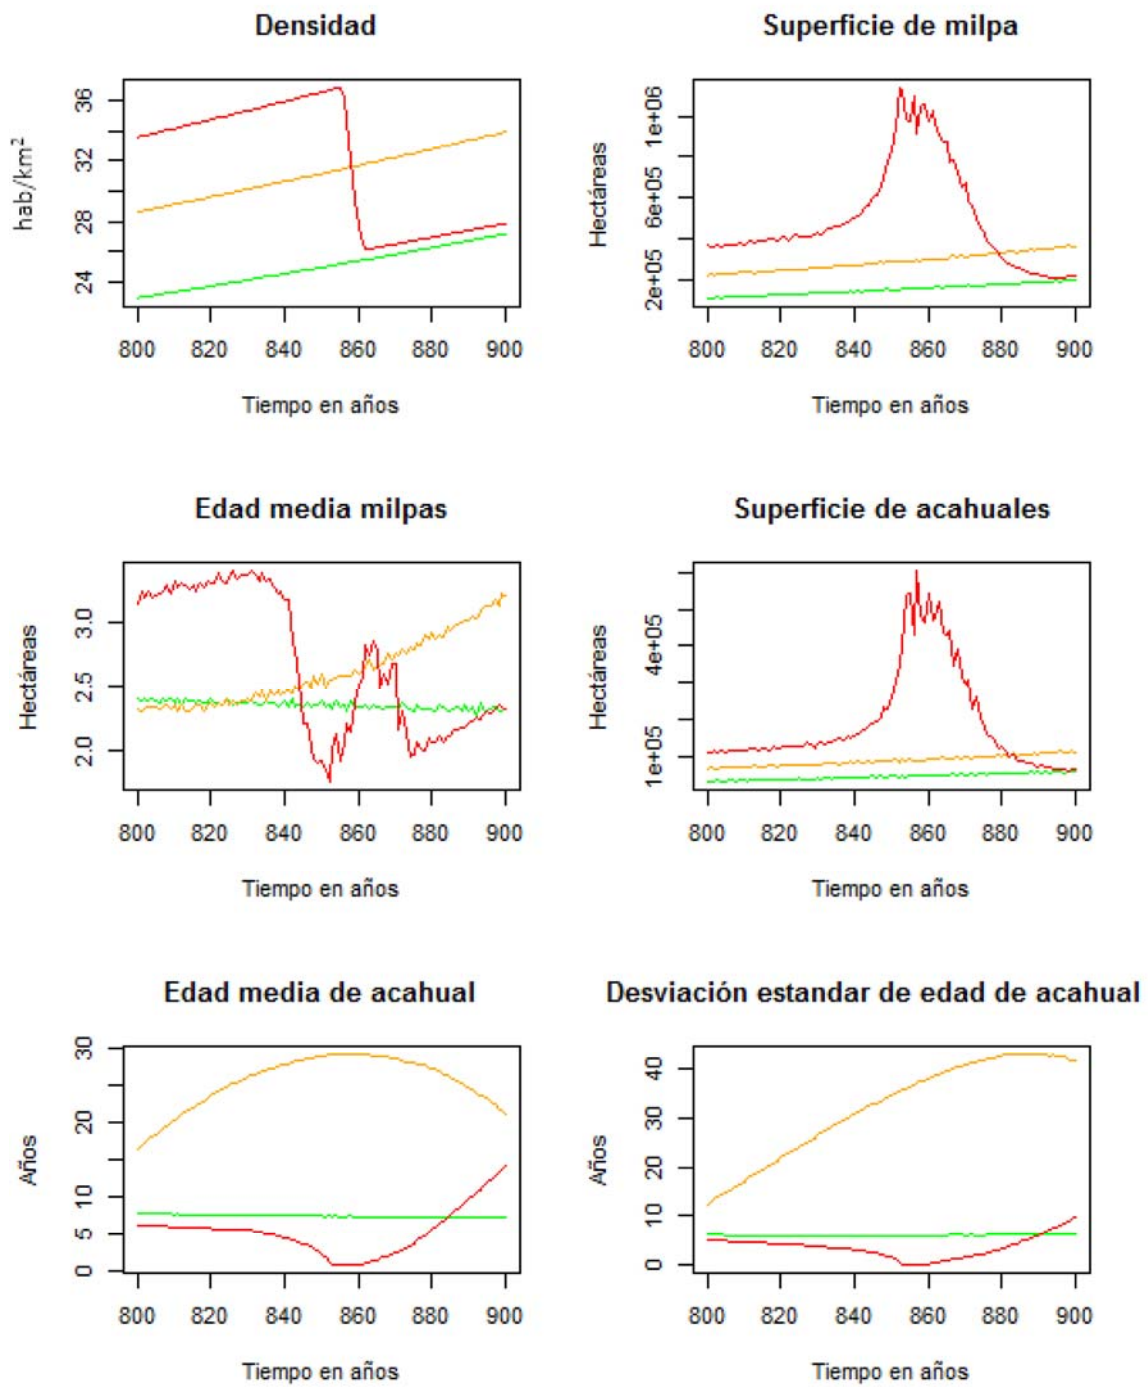 Densidad
hab/km²
36
32
28
24
800 820 840 860 880 900
Tiempo en años
Superficie de milpa
Hectáreas
1e+06
6e+05
2e+05
800 820 840 860 880 900
Tiempo en años
Edad media milpas
Hectáreas
3.0
2.5
2.0
800 820 840 860 880 900
Tiempo en años
Superficie de acahuales
Hectáreas
4e+05
1e+05
800 820 840 860 880 900
Tiempo en años
Edad media de acahual
Años
30
20
10
5
0
800 820 840 860 880 900
Tiempo en años
Desviación estandar de edad de acahual
Años
40
30
20
10
0
800 820 840 860 880 900
Tiempo en años